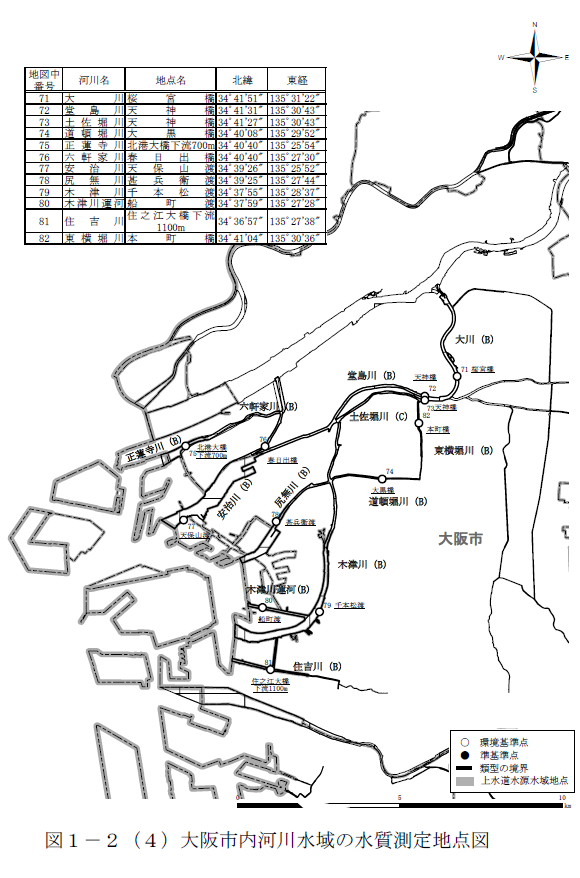 N
W E
S
地図中番号 河川名 地点名 北緯 東経
71 大川 桜宮橋 34°41'51" 135°31'22"
72 堂島川 天神橋 34°41'31" 135°30'43"
73 土佐堀川 天神橋 34°41'27" 135°30'43"
74 道頓堀川 大黒橋 34°40'08" 135°29'52"
75 正蓮寺川 北港大橋下流700m 34°40'40" 135°25'54"
76 六軒家川 春日出橋 34°40'40" 135°27'30"
77 安治川 天保山渡 34°39'26" 135°25'52"
78 尻無川 甚兵衛渡 34°39'25" 135°27'44"
79 木津川 千本松渡 34°37'55" 135°28'37"
80 木津川運河 船町渡 34°37'59" 135°27'28"
81 住吉川 住之江大橋下流1100m 34°36'57" 135°27'38"
82 東横堀川 本町橋 34°41'04" 135°30'36"
大川 (B)
堂島川 (B)
71 桜宮橋
天神橋
72
六軒家川 (B)
73天神橋
土佐堀川 (C)
82
本町橋
正蓮寺川 (B)
75
北港大橋
下流700m
76
春日出橋
東横堀川 (B)
74
大黒橋
道頓堀川 (B)
安治川 (B)
尻無川 (B)
77
天保山渡
78
甚兵衛渡
大阪市
木津川 (B)
木津川運河(B)
80
船町渡
79 千本松渡
住吉川 (B)
81
住之江大橋
下流1100m
○ 環境基準点
● 準基準点
類型の境界
上水道水源水域地点
0 5 10
km
図１－２（４）大阪市内河川水域の水質測定地点図